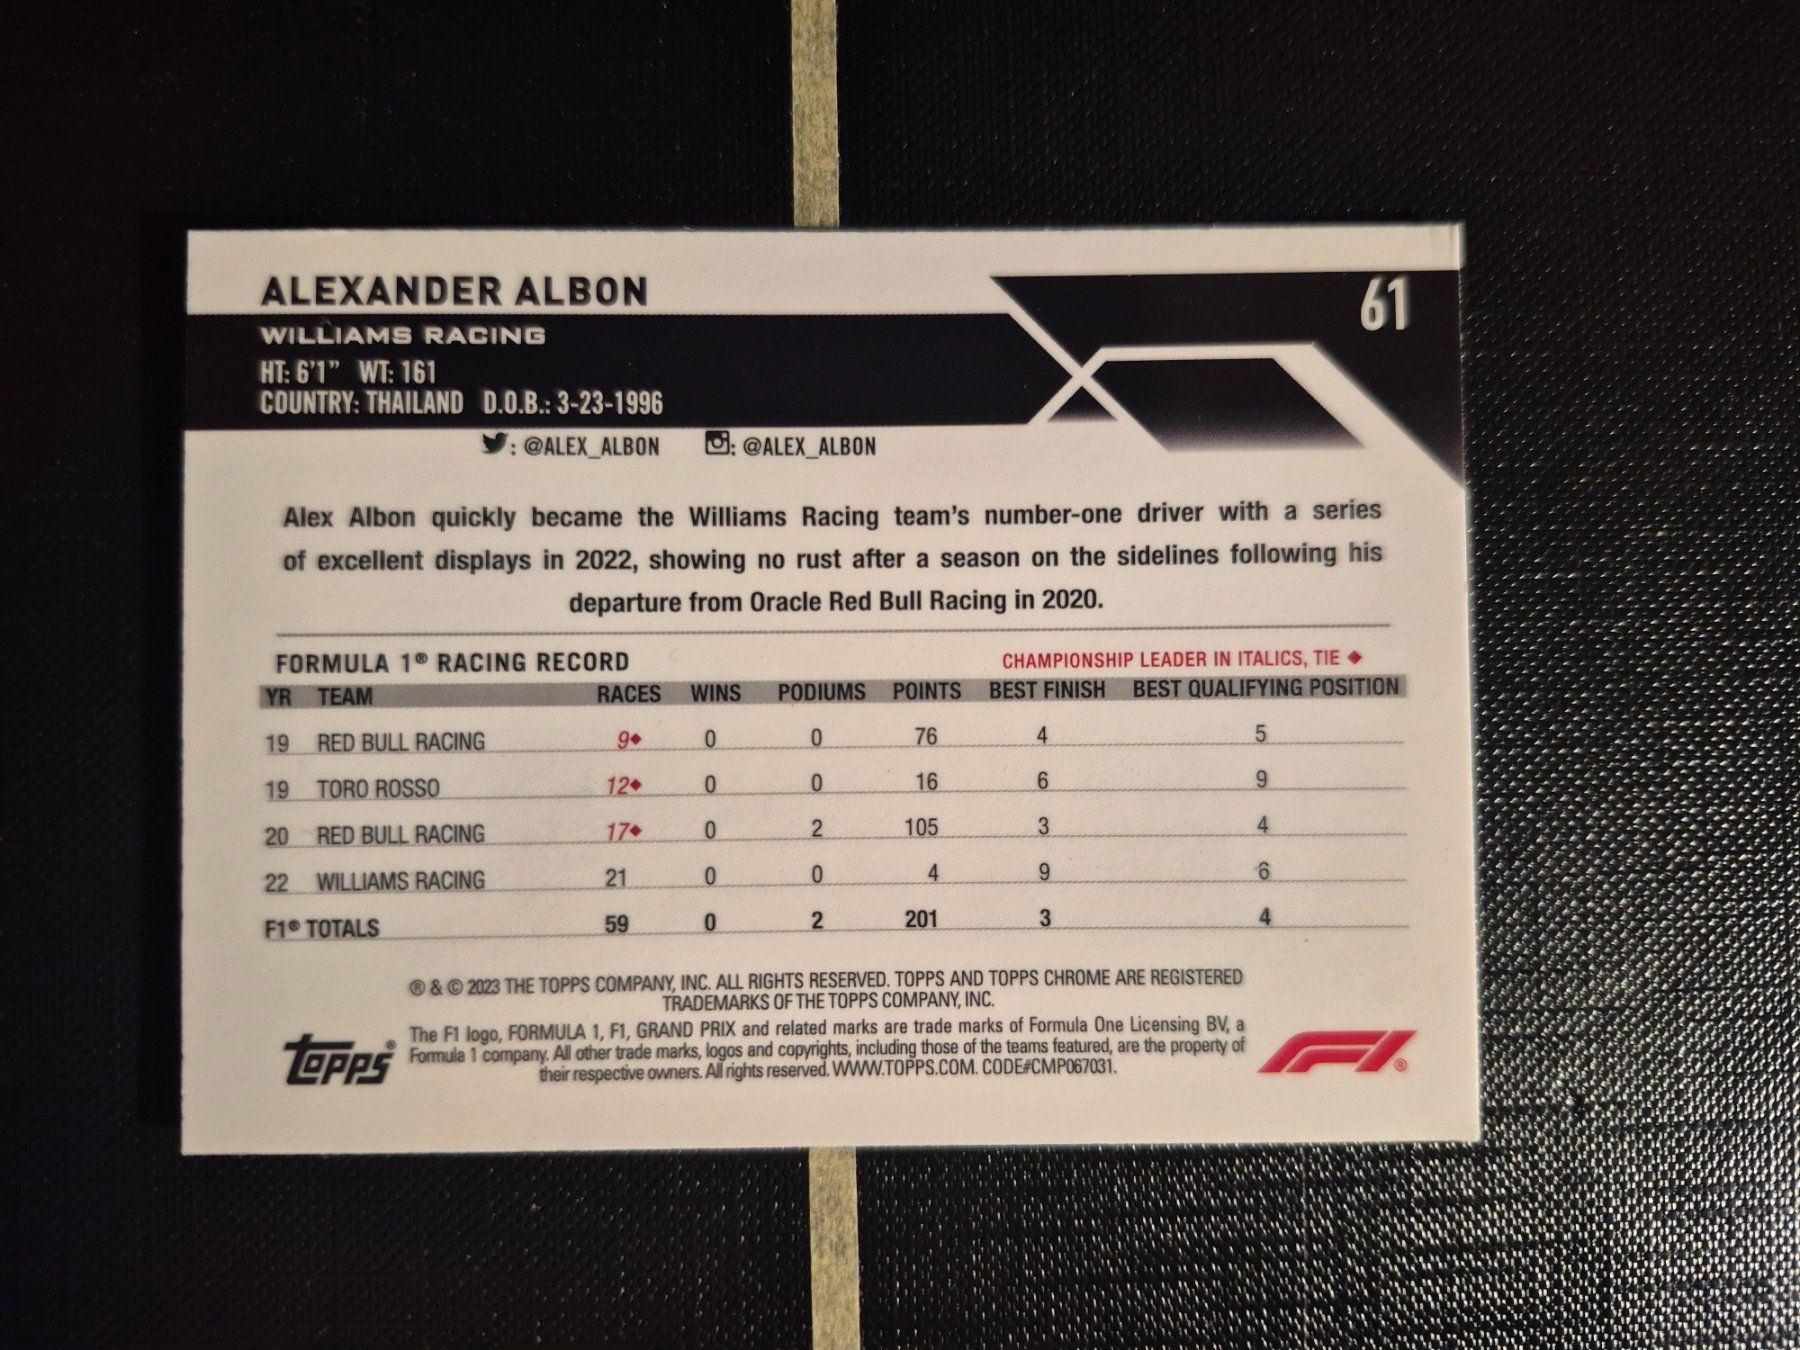 ALEXANDER ALBON
61
WILLIAMS RACING
HT: 6'1" WT: 161
COUNTRY: THAILAND D.O.B.: 3-23-1996
: @ALEX_ALBON : @ALEX_ALBON
Alex Albon quickly became the Williams Racing team's number-one driver with a series
of excellent displays in 2022, showing no rust after a season on the sidelines following his
departure from Oracle Red Bull Racing in 2020.
FORMULA 1® RACING RECORD CHAMPIONSHIP LEADER IN ITALICS, TIE ◆
YR TEAM RACES WINS PODIUMS POINTS BEST FINISH BEST QUALIFYING POSITION
19 RED BULL RACING 9◆ 0 0 76 4 5
19 TORO ROSSO 12◆ 0 0 16 6 9
20 RED BULL RACING 17◆ 0 2 105 3 4
22 WILLIAMS RACING 21 0 0 4 9 6
F1® TOTALS 59 0 2 201 3 4
® & © 2023 THE TOPPS COMPANY, INC. ALL RIGHTS RESERVED. TOPPS AND TOPPS CHROME ARE REGISTERED
TRADEMARKS OF THE TOPPS COMPANY, INC.
The F1 logo, FORMULA 1, F1, GRAND PRIX and related marks are trade marks of Formula One Licensing BV, a
Formula 1 company. All other trade marks, logos and copyrights, including those of the teams featured, are the property of
their respective owners. All rights reserved. WWW.TOPPS.COM. CODE#CMP067031.
topps®
F1®